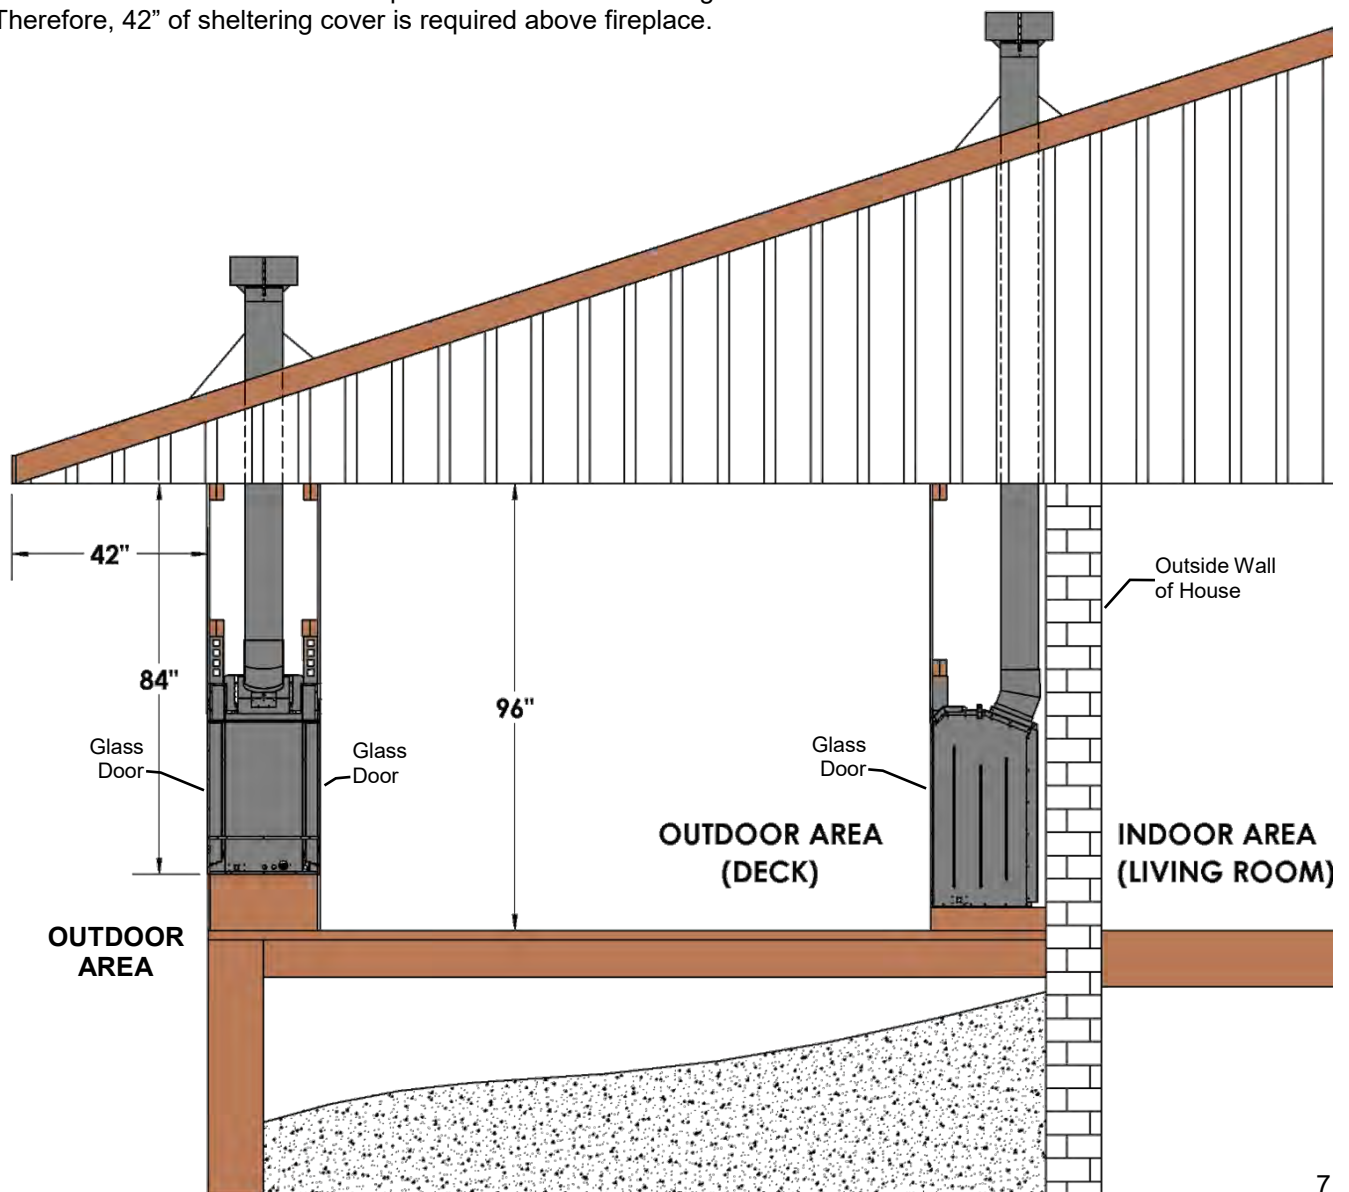 Therefore, 42” of sheltering cover is required above fireplace.
42"
84"
96"
Outside Wall
of House
Glass
Door
Glass
Door
Glass
Door
OUTDOOR AREA
(DECK)
INDOOR AREA
(LIVING ROOM)
OUTDOOR
AREA
7